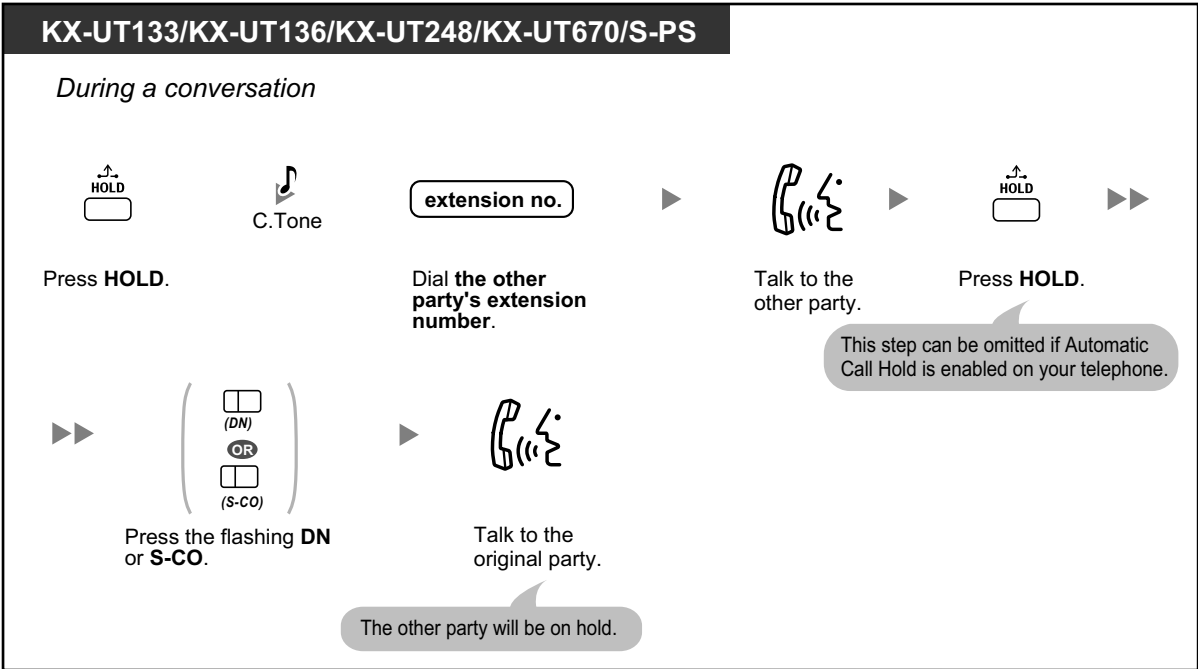 KX-UT133/KX-UT136/KX-UT248/KX-UT670/S-PS
During a conversation
HOLD
C.Tone
extension no.
HOLD
Press HOLD.
Dial the other
party's extension
number.
Talk to the
other party.
Press HOLD.
This step can be omitted if Automatic
Call Hold is enabled on your telephone.
(DN)
OR
(S-CO)
Press the flashing DN
or S-CO.
Talk to the
original party.
The other party will be on hold.